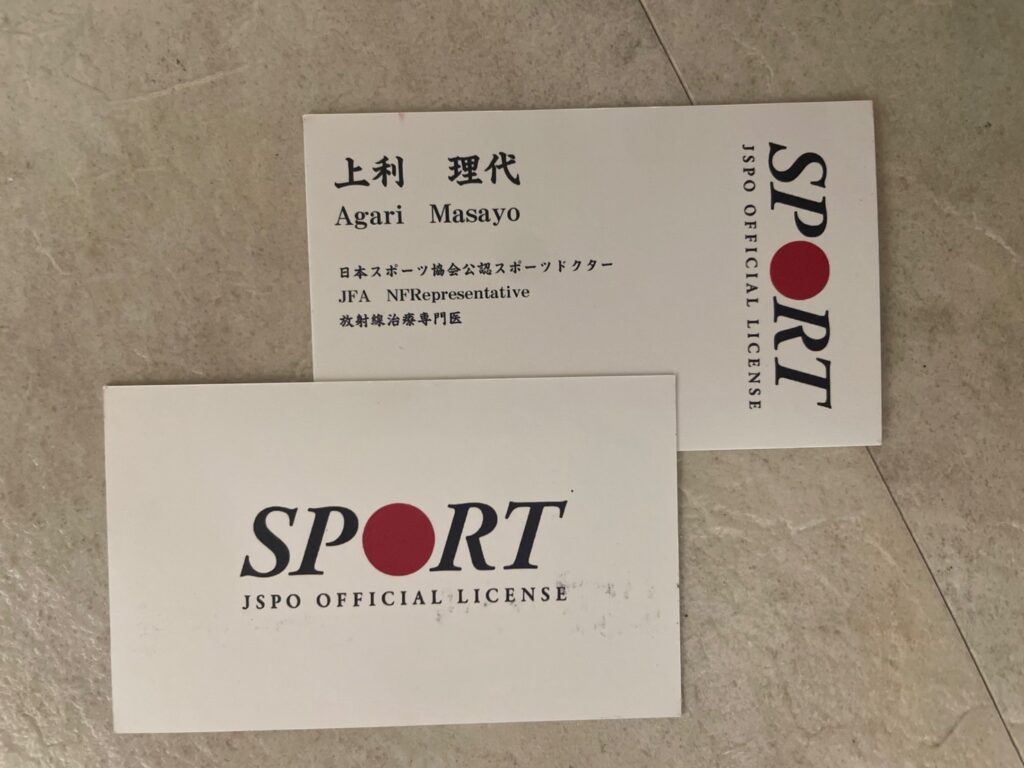 上利　理代
Agari Masayo
日本スポーツ協会公認スポーツドクター
JFA NFRepresentative
放射線治療専門医
SPORT
JSPO OFFICIAL LICENSE
SPORT
JSPO OFFICIAL LICENSE